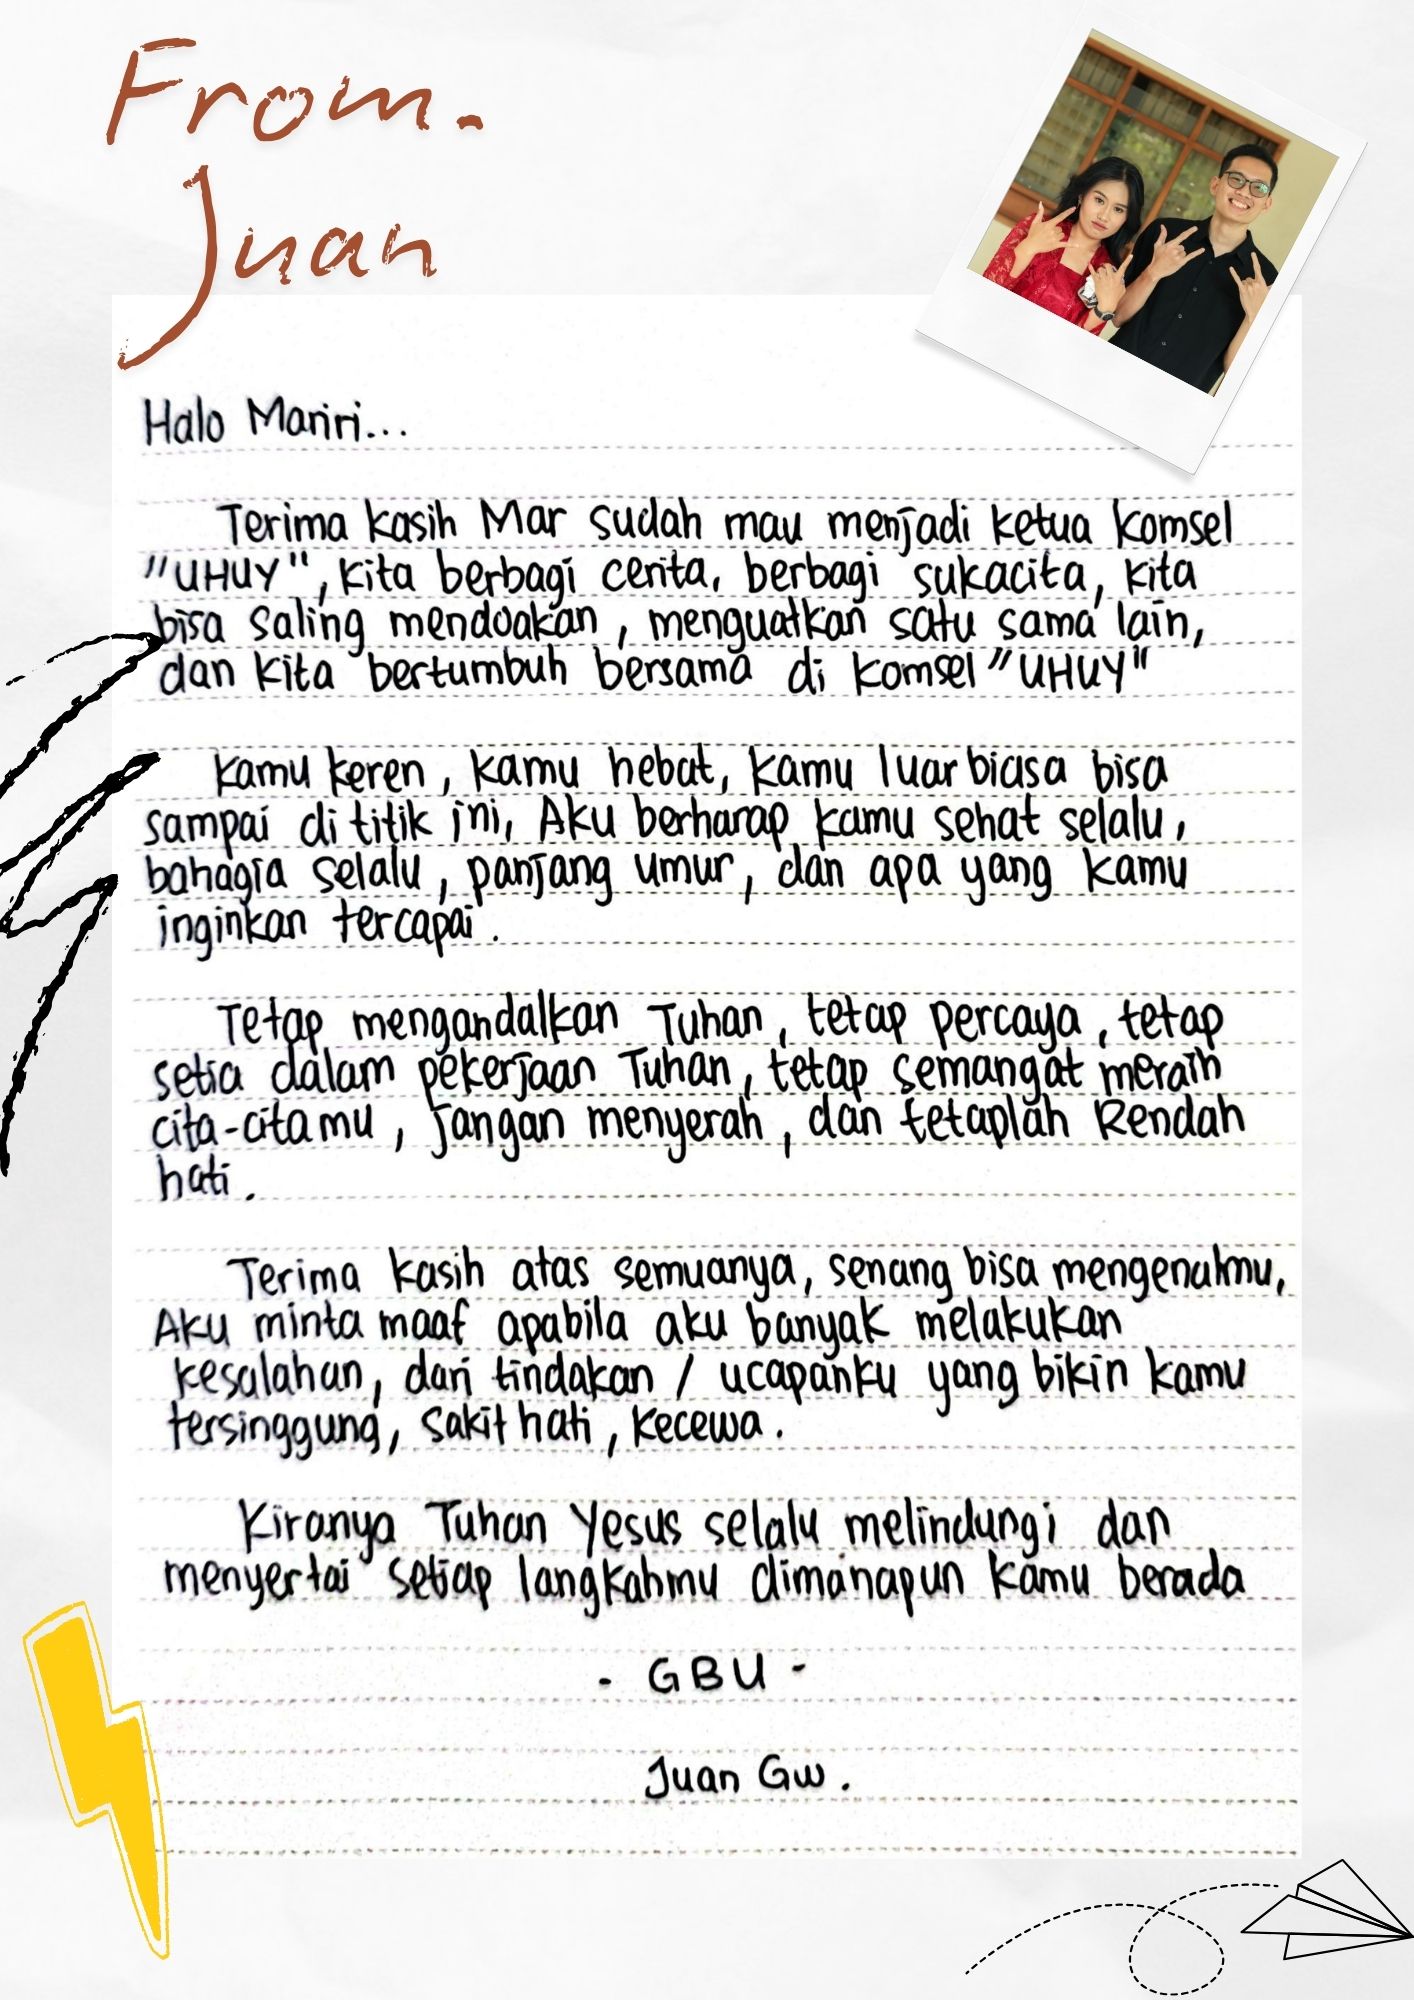 From.
Juan
Halo Mariri...
Terima kasih Mar sudah mau menjadi ketua komsel
"UHUY", kita berbagi cerita, berbagi sukacita, kita
bisa saling mendoakan, menguatkan satu sama lain,
dan kita bertumbuh bersama di komsel "UHUY"
Kamu keren, kamu hebat, kamu luar biasa bisa
sampai di titik ini, Aku berharap kamu sehat selalu,
bahagia selalu, panjang umur, dan apa yang kamu
inginkan tercapai.
Tetap mengandalkan Tuhan, tetap percaya, tetap
setia dalam pekerjaan Tuhan, tetap semangat meraih
cita-citamu, jangan menyerah, dan tetaplah Rendah
hati.
Terima kasih atas semuanya, senang bisa mengenalmu,
Aku minta maaf apabila aku banyak melakukan
kesalahan, dari tindakan / ucapanku yang bikin kamu
tersinggung, sakit hati, kecewa.
Kiranya Tuhan Yesus selalu melindungi dan
menyertai setiap langkahmu dimanapun kamu berada
- GBU -
Juan Gw.